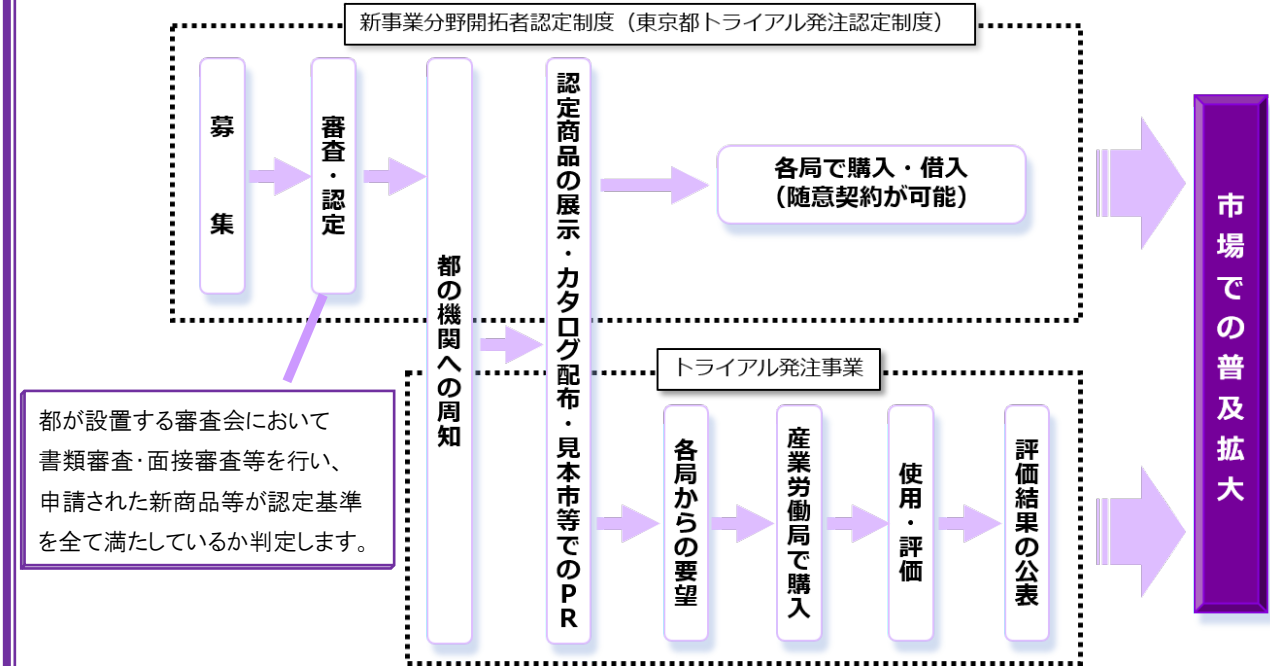 新事業分野開拓者認定制度（東京都トライアル発注認定制度）
募集
審査・認定
都の機関への周知
認定商品の展示・カタログ配布・見本市等でのPR
各局で購入・借入
（随意契約が可能）
トライアル発注事業
各局からの要望
産業労働局で購入
使用・評価
評価結果の公表
市場での普及拡大
都が設置する審査会において
書類審査･面接審査等を行い、
申請された新商品等が認定基準
を全て満たしているか判定します。